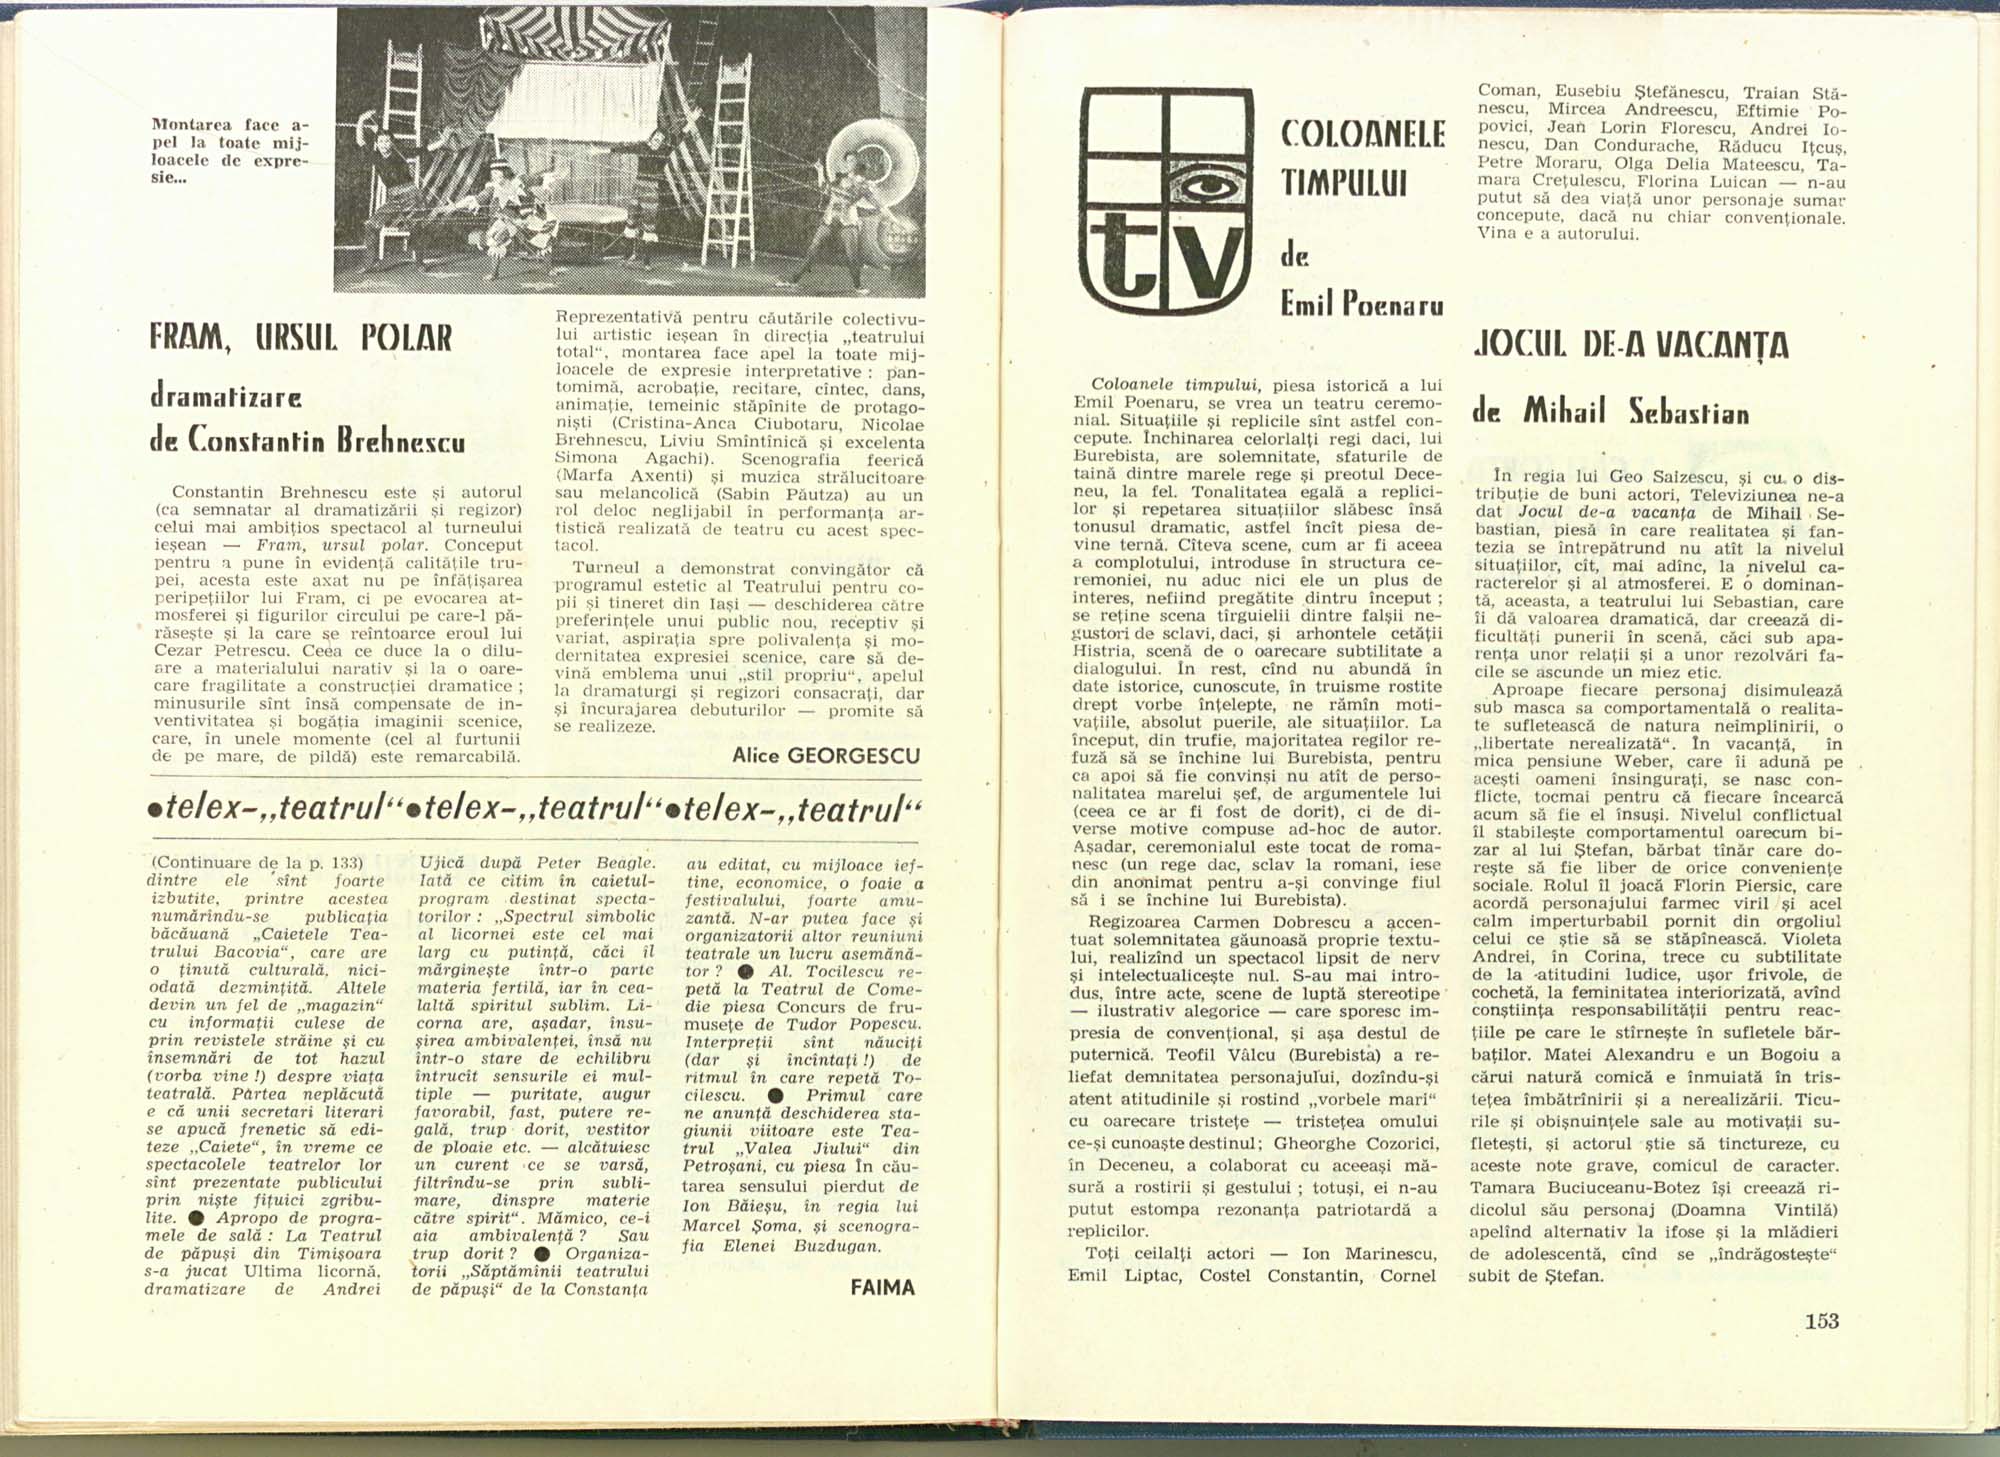 Montarea face a-
pel la toate mij-
loacele de expre-
sie...
FRAM, URSUL POLAR
dramatizare
de Constantin Brehnescu
Constantin Brehnescu este și autorul
(ca semnatar al dramatizării și regizor)
celui mai ambițios spectacol al turneului
ieșean — Fram, ursul polar. Conceput
pentru a pune în evidență calitățile tru-
pei, acesta este axat nu pe înfățișarea
peripețiilor lui Fram, ci pe evocarea at-
mosferei și figurilor circului pe care-l pă-
răsește și la care se reîntoarce eroul lui
Cezar Petrescu. Ceea ce duce la o dilu-
are a materialului narativ și la o oare-
care fragilitate a construcției dramatice ;
minusurile sînt însă compensate de in-
ventivitatea și bogăția imaginii scenice,
care, în unele momente (cel al furtunii
de pe mare, de pildă) este remarcabilă.
Reprezentativă pentru căutările colectivu-
lui artistic ieșean în direcția „teatrului
total“, montarea face apel la toate mij-
loacele de expresie interpretative : pan-
tomimă, acrobație, recitare, cîntec, dans,
animație, temeinic stăpînite de protago-
niști (Cristina-Anca Ciubotaru, Nicolae
Brehnescu, Liviu Smîntînică și excelenta
Simona Agachi). Scenografia feerică
(Marfa Axenti) și muzica strălucitoare
sau melancolică (Sabin Păutza) au un
rol deloc neglijabil în performanța ar-
tistică realizată de teatru cu acest spec-
tacol.
Turneul a demonstrat convingător că
programul estetic al Teatrului pentru co-
pii și tineret din Iași — deschiderea către
preferințele unui public nou, receptiv și
variat, aspirația spre polivalența și mo-
dernitatea expresiei scenice, care să de-
vină emblema unui „stil propriu“, apelul
la dramaturgi și regizori consacrați, dar
și încurajarea debuturilor — promite să
se realizeze.
Alice GEORGESCU
●telex-„teatrul“●telex-„teatrul“●telex-„teatrul“
(Continuare de la p. 133)
dintre ele sînt foarte
izbutite, printre acestea
numărîndu-se publicația
băcăuană „Caietele Tea-
trului Bacovia“, care are
o ținută culturală, nici-
odată dezmințită. Altele
devin un fel de „magazin“
cu informații culese de
prin revistele străine și cu
însemnări de tot hazul
(vorba vine !) despre viața
teatrală. Partea neplăcută
e că unii secretari literari
se apucă frenetic să edi-
teze „Caiete“, în vreme ce
spectacolele teatrelor lor
sînt prezentate publicului
prin niște fițuici zgribu-
lite. ● Apropo de progra-
mele de sală : La Teatrul
de păpuși din Timișoara
s-a jucat Ultima licornă,
dramatizare de Andrei
Ujică după Peter Beagle.
Iată ce citim în caietul-
program destinat specta-
torilor : „Spectrul simbolic
al licornei este cel mai
larg cu putință, căci îl
mărginește într-o parte
materia fertilă, iar în cea-
laltă spiritul sublim. Li-
corna are, așadar, însu-
șirea ambivalenței, însă nu
într-o stare de echilibru
întrucît sensurile ei mul-
tiple — puritate, augur
favorabil, fast, putere re-
gală, trup dorit, vestitor
de ploaie etc. — alcătuiesc
un curent ce se varsă,
filtrîndu-se prin subli-
mare, dinspre materie
către spirit“. Mămico, ce-i
aia ambivalență ? Sau
trup dorit ? ● Organiza-
torii „Săptămînii teatrului
de păpuși“ de la Constanța
au editat, cu mijloace ief-
tine, economice, o foaie a
festivalului, foarte amu-
zantă. N-ar putea face și
organizatorii altor reuniuni
teatrale un lucru asemănă-
tor ? ● Al. Tocilescu re-
petă la Teatrul de Come-
die piesa Concurs de fru-
musețe de Tudor Popescu.
Interpreții sînt năuciți
(dar și încîntați !) de
ritmul în care repetă To-
cilescu. ● Primul care
ne anunță deschiderea sta-
giunii viitoare este Tea-
trul „Valea Jiului“ din
Petroșani, cu piesa În cău-
tarea sensului pierdut de
Ion Băieșu, în regia lui
Marcel Șoma, și scenogra-
fia Elenei Buzdugan.
FAIMA
tv
COLOANELE
TIMPULUI
de
Emil Poenaru
Coloanele timpului, piesa istorică a lui
Emil Poenaru, se vrea un teatru ceremo-
nial. Situațiile și replicile sînt astfel con-
cepute. Închinarea celorlalți regi daci, lui
Burebista, are solemnitate, sfaturile de
taină dintre marele rege și preotul Dece-
neu, la fel. Tonalitatea egală a replici-
lor și repetarea situațiilor slăbesc însă
tonusul dramatic, astfel încît piesa de-
vine ternă. Cîteva scene, cum ar fi aceea
a complotului, introduse în structura ce-
remoniei, nu aduc nici ele un plus de
interes, nefiind pregătite dintru început ;
se reține scena tîrguielii dintre falșii ne-
gustori de sclavi, daci, și arhontele cetății
Histria, scenă de o oarecare subtilitate a
dialogului. În rest, cînd nu abundă în
date istorice, cunoscute, în truisme rostite
drept vorbe înțelepte, ne rămîn moti-
vațiile, absolut puerile, ale situațiilor. La
început, din trufie, majoritatea regilor re-
fuză să se închine lui Burebista, pentru
ca apoi să fie convinși nu atît de perso-
nalitatea marelui șef, de argumentele lui
(ceea ce ar fi fost de dorit), ci de di-
verse motive compuse ad-hoc de autor.
Așadar, ceremonialul este tocat de roma-
nesc (un rege dac, sclav la romani, iese
din anonimat pentru a-și convinge fiul
să i se închine lui Burebista).
Regizoarea Carmen Dobrescu a accen-
tuat solemnitatea găunoasă proprie textu-
lui, realizînd un spectacol lipsit de nerv
și intelectualicește nul. S-au mai intro-
dus, între acte, scene de luptă stereotipe
— ilustrativ alegorice — care sporesc im-
presia de convențional, și așa destul de
puternică. Teofil Vâlcu (Burebista) a re-
liefat demnitatea personajului, dozîndu-și
atent atitudinile și rostind „vorbele mari“
cu oarecare tristețe — tristețea omului
ce-și cunoaște destinul; Gheorghe Cozorici,
în Deceneu, a colaborat cu aceeași mă-
sură a rostirii și gestului ; totuși, ei n-au
putut estompa rezonanța patriotardă a
replicilor.
Toți ceilalți actori — Ion Marinescu,
Emil Liptac, Costel Constantin, Cornel
Coman, Eusebiu Ștefănescu, Traian Stă-
nescu, Mircea Andreescu, Eftimie Po-
povici, Jean Lorin Florescu, Andrei Io-
nescu, Dan Condurache, Răducu Ițcuș,
Petre Moraru, Olga Delia Mateescu, Ta-
mara Crețulescu, Florina Luican — n-au
putut să dea viață unor personaje sumar
concepute, dacă nu chiar convenționale.
Vina e a autorului.
JOCUL DE-A VACANȚA
de Mihail Sebastian
În regia lui Geo Saizescu, și cu o dis-
tribuție de buni actori, Televiziunea ne-a
dat Jocul de-a vacanța de Mihail Se-
bastian, piesă în care realitatea și fan-
tezia se întrepătrund nu atît la nivelul
situațiilor, cît, mai adînc, la nivelul ca-
racterelor și al atmosferei. E o dominan-
tă, aceasta, a teatrului lui Sebastian, care
îi dă valoarea dramatică, dar creează di-
ficultăți punerii în scenă, căci sub apa-
rența unor relații și a unor rezolvări fa-
cile se ascunde un miez etic.
Aproape fiecare personaj disimulează
sub masca sa comportamentală o realita-
te sufletească de natura neîmplinirii, o
„libertate nerealizată“. În vacanță, în
mica pensiune Weber, care îi adună pe
acești oameni însingurați, se nasc con-
flicte, tocmai pentru că fiecare încearcă
acum să fie el însuși. Nivelul conflictual
îl stabilește comportamentul oarecum bi-
zar al lui Ștefan, bărbat tînăr care do-
rește să fie liber de orice conveniențe
sociale. Rolul îl joacă Florin Piersic, care
acordă personajului farmec viril și acel
calm imperturbabil pornit din orgoliul
celui ce știe să se stăpînească. Violeta
Andrei, în Corina, trece cu subtilitate
de la atitudini ludice, ușor frivole, de
cochetă, la feminitatea interiorizată, avînd
conștiința responsabilității pentru reac-
țiile pe care le stîrnește în sufletele băr-
baților. Matei Alexandru e un Bogoiu a
cărui natură comică e înmuiată în tris-
tețea îmbătrînirii și a nerealizării. Ticu-
rile și obișnuințele sale au motivații su-
fletești, și actorul știe să tinctureze, cu
aceste note grave, comicul de caracter.
Tamara Buciuceanu-Botez își creează ri-
dicolul său personaj (Doamna Vintilă)
apelînd alternativ la ifose și la mlădieri
de adolescentă, cînd se „îndrăgostește“
subit de Ștefan.
153